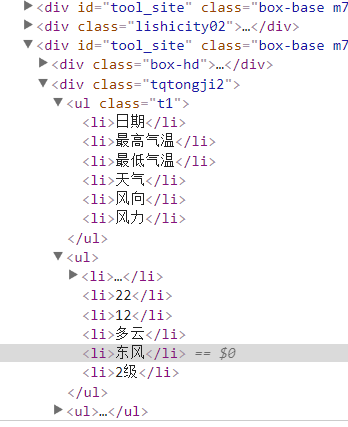 <div id="tool_site" class="box-base m7
<div class="lishicity02">…</div>
<div id="tool_site" class="box-base m7
<div class="box-hd">…</div>
<div class="tqtongji2">
<ul class="t1">
<li>日期</li>
<li>最高气温</li>
<li>最低气温</li>
<li>天气</li>
<li>风向</li>
<li>风力</li>
</ul>
<ul>
<li>…</li>
<li>22</li>
<li>12</li>
<li>多云</li>
<li>东风</li> == $0
<li>2级</li>
</ul>
<ul>…</ul>